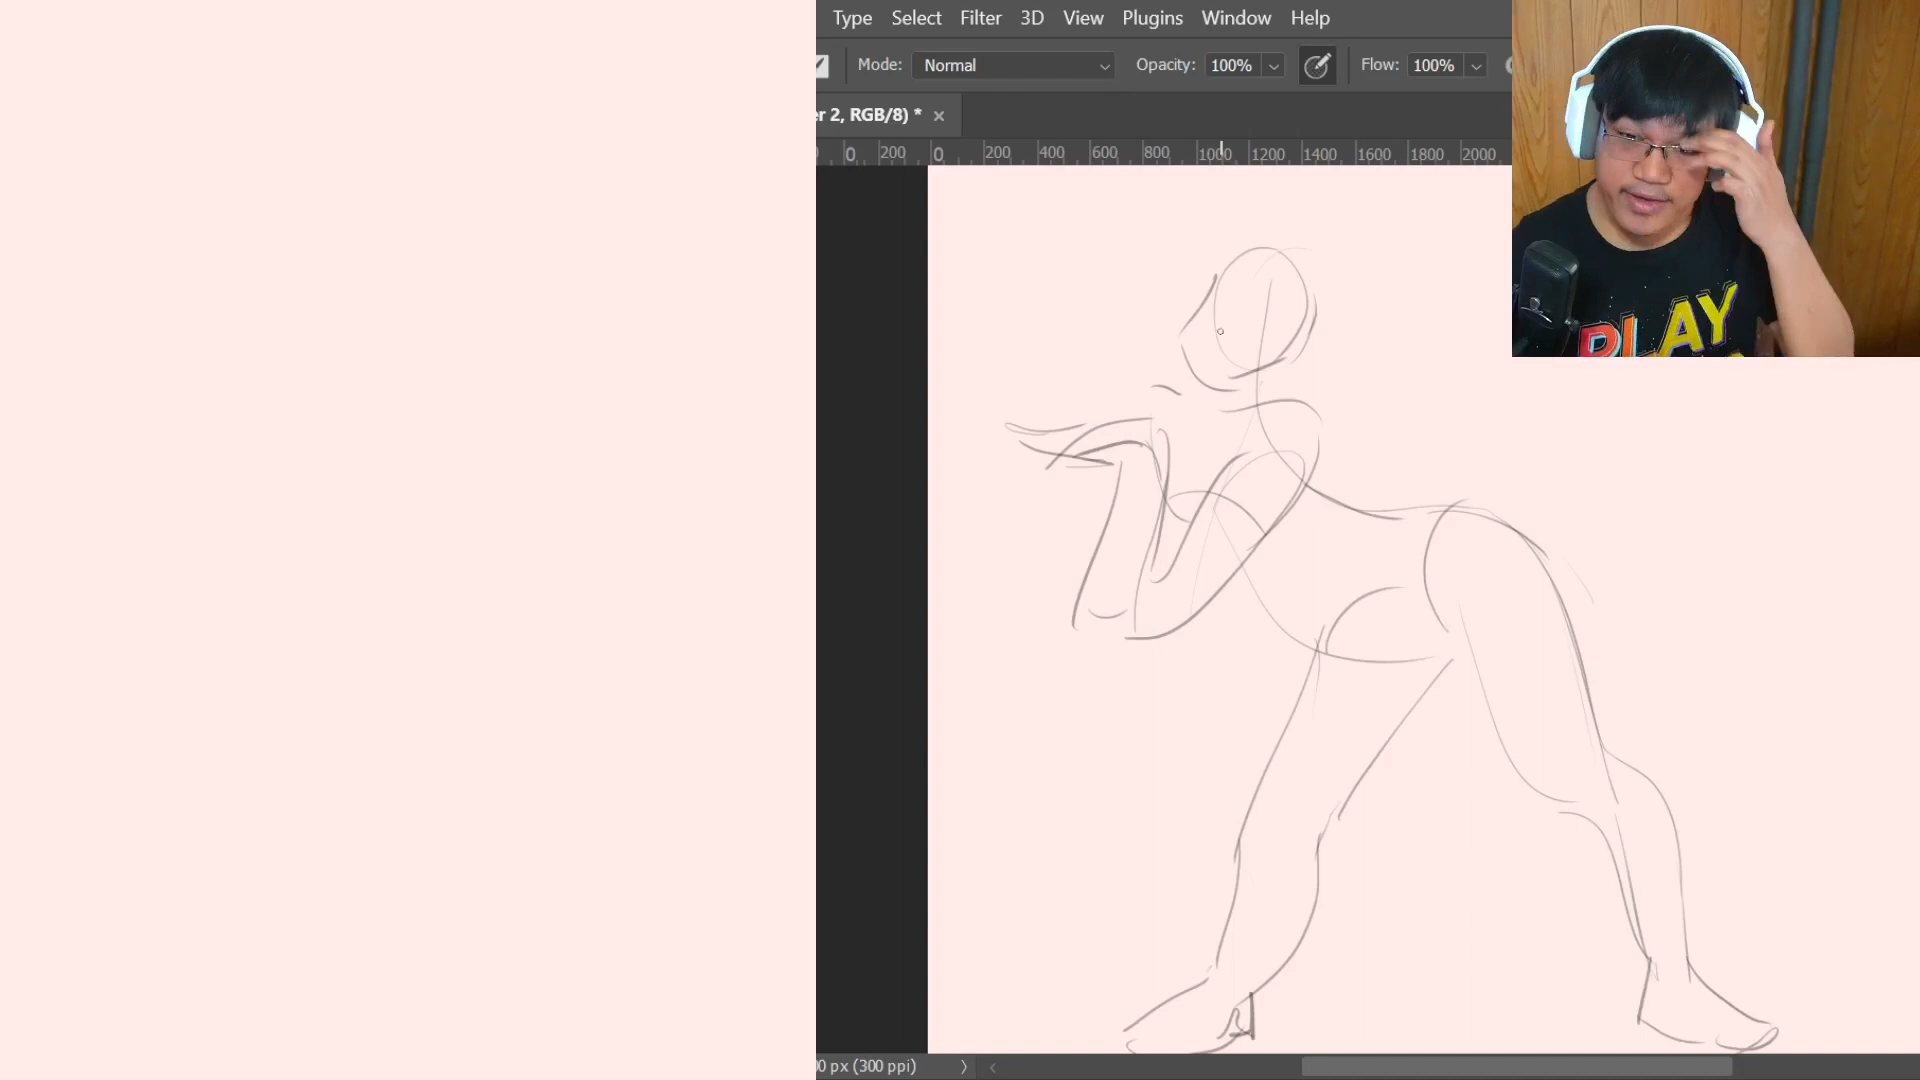 Type Select Filter 3D View Plugins Window Help
Mode: Normal Opacity: 100% Flow: 100%
er 2, RGB/8) *
0 200 0 200 400 600 800 1000 1200 1400 1600 1800 2000
PLAY
0 px (300 ppi)